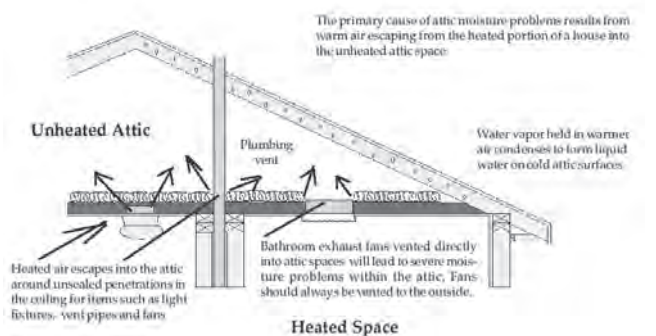 The primary cause of attic moisture problems results from
warm air escaping from the heated portion of a house into
the unheated attic space
Unheated Attic
Plumbing
vent
Water vapor held in warmer
air condenses to form liquid
water on cold attic surfaces
Heated air escapes into the attic
around unsealed penetrations in
the ceiling for items such as light
fixtures, vent pipes and fans
Bathroom exhaust fans vented directly
into attic spaces will lead to severe mois-
ture problems within the attic, Fans
should always be vented to the outside.
Heated Space